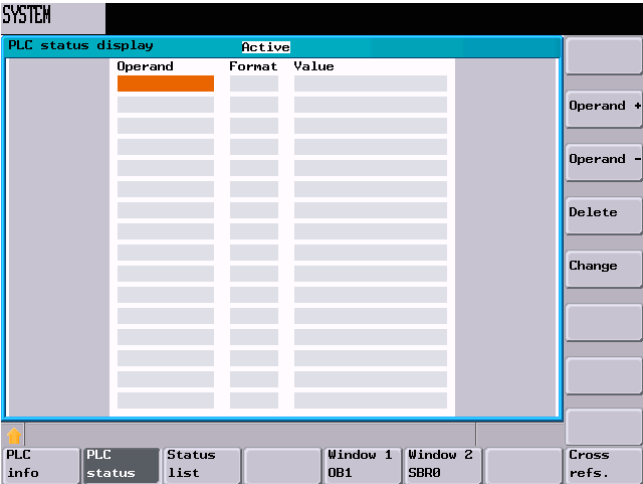 SYSTEM
PLC status display Active
Operand Format Value
Operand +
Operand -
Delete
Change
PLC info
PLC status
Status list
Window 1 OB1
Window 2 SBR0
Cross refs.